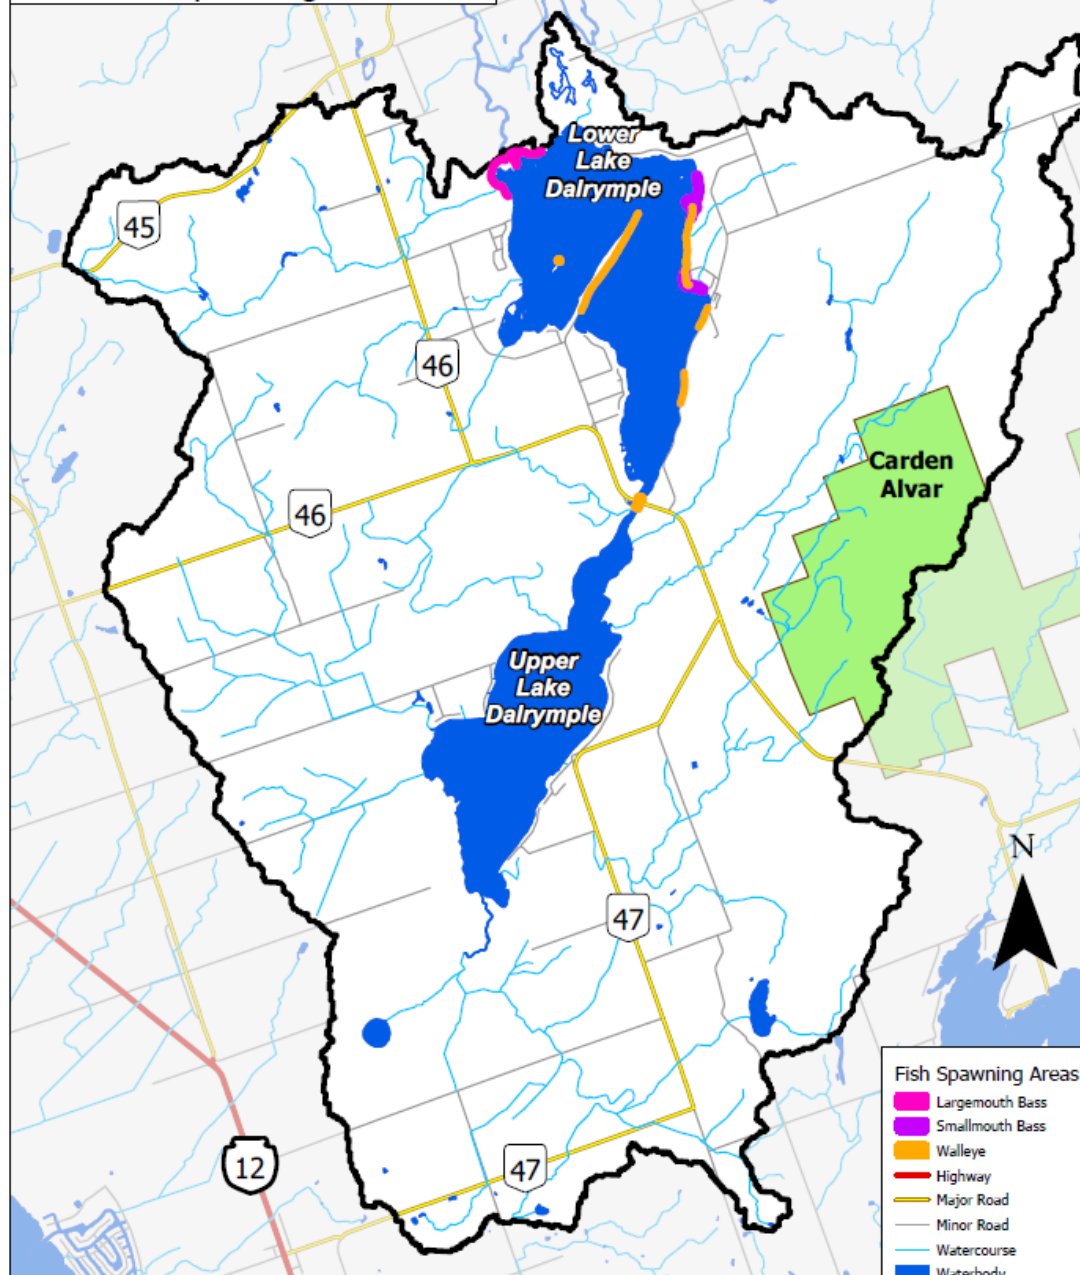 Lower
Lake
Dalrymple
45
46
Carden
Alvar
46
Upper
Lake
Dalrymple
N
47
12
47
Fish Spawning Areas
Largemouth Bass
Smallmouth Bass
Walleye
Highway
Major Road
Minor Road
Watercourse
Waterbody